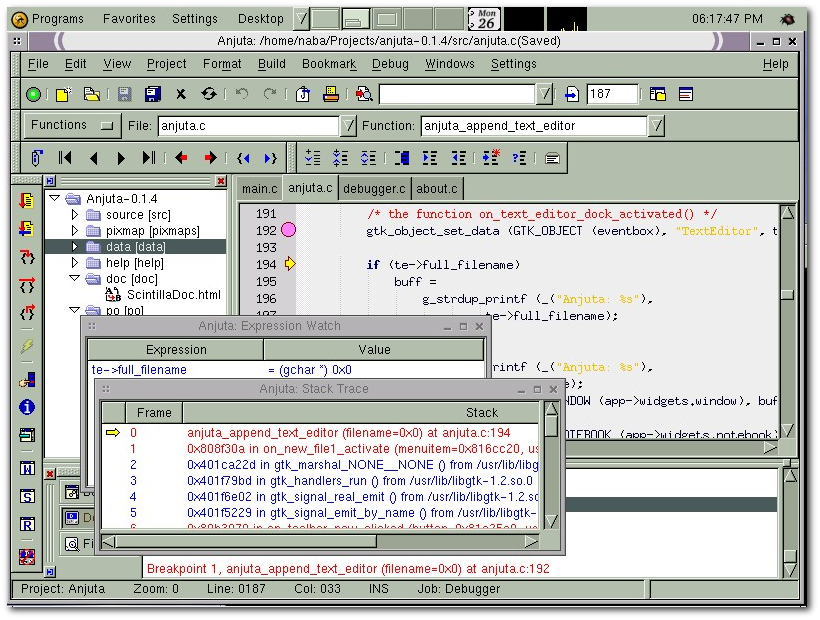 Programs Favorites Settings Desktop Mon 26 06:17:47 PM
Anjuta: /home/naba/Projects/anjuta-0.1.4/src/anjuta.c(Saved)
File Edit View Project Format Build Bookmark Debug Windows Settings Help
187
Functions File: anjuta.c Function: anjuta_append_text_editor
main.c anjuta.c debugger.c about.c
Anjuta-0.1.4
source [src]
pixmap [pixmaps]
data [data]
help [help]
doc [doc]
ScintillaDoc.html
po [po]
191 /* the function on_text_editor_dock_activated() */
192 gtk_object_set_data (GTK_OBJECT (eventbox), "TextEditor", t
193
194 if (te->full_filename)
195 buff =
196 g_strdup_printf (_("Anjuta: %s"),
197 te->full_filename);
rintf (_("Anjuta: %s"),
e);
INDOW (app->widgets.window), buf
NOTEBOOK (app->widgets.notebook)
Anjuta: Expression Watch
Expression Value
te->full_filename = (gchar *) 0x0
Anjuta: Stack Trace
Frame Stack
0 anjuta_append_text_editor (filename=0x0) at anjuta.c:194
1 0x808f30a in on_new_file1_activate (menuitem=0x816cc20, us
2 0x401ca22d in gtk_marshal_NONE__NONE () from /usr/lib/libg
3 0x401f79bd in gtk_handlers_run () from /usr/lib/libgtk-1.2.so.0
4 0x401f6e02 in gtk_signal_real_emit () from /usr/lib/libgtk-1.2.so
5 0x401f5229 in gtk_signal_emit_by_name () from /usr/lib/libgtk-
Fi
Breakpoint 1, anjuta_append_text_editor (filename=0x0) at anjuta.c:192
Project: Anjuta Zoom: 0 Line: 0187 Col: 033 INS Job: Debugger